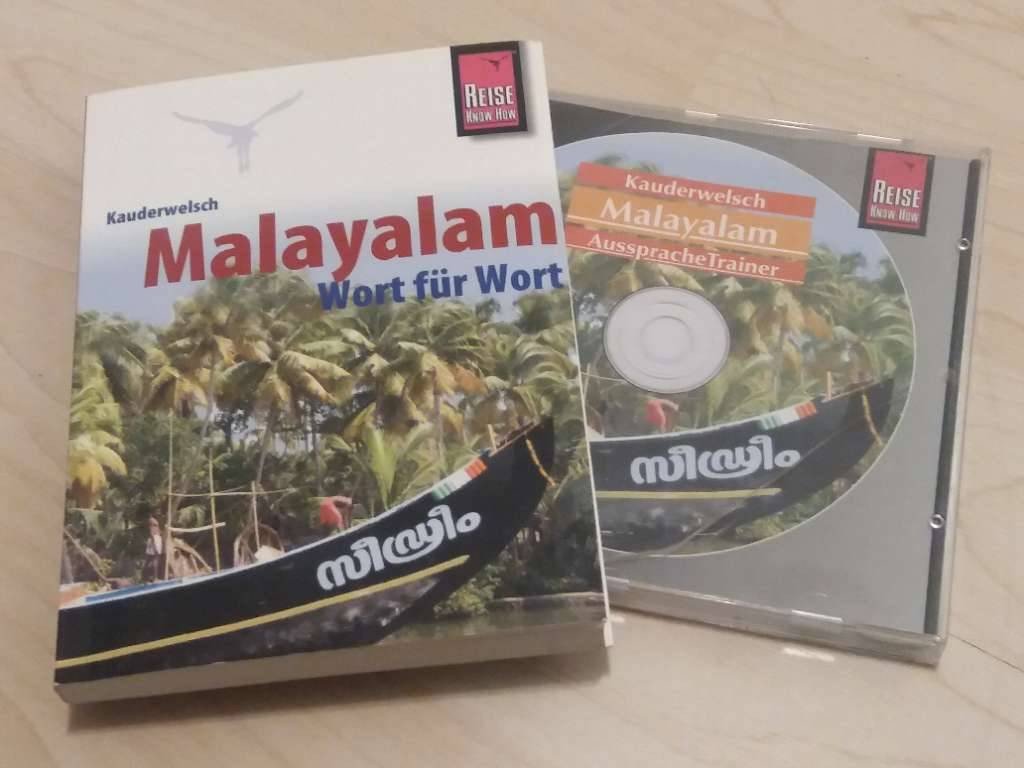 REISE
KNOW HOW
Kauderwelsch
Malayalam
Wort für Wort
സീഡ്രീം
REISE
KNOW HOW
Kauderwelsch
Malayalam
AusspracheTrainer
സീഡ്രീം